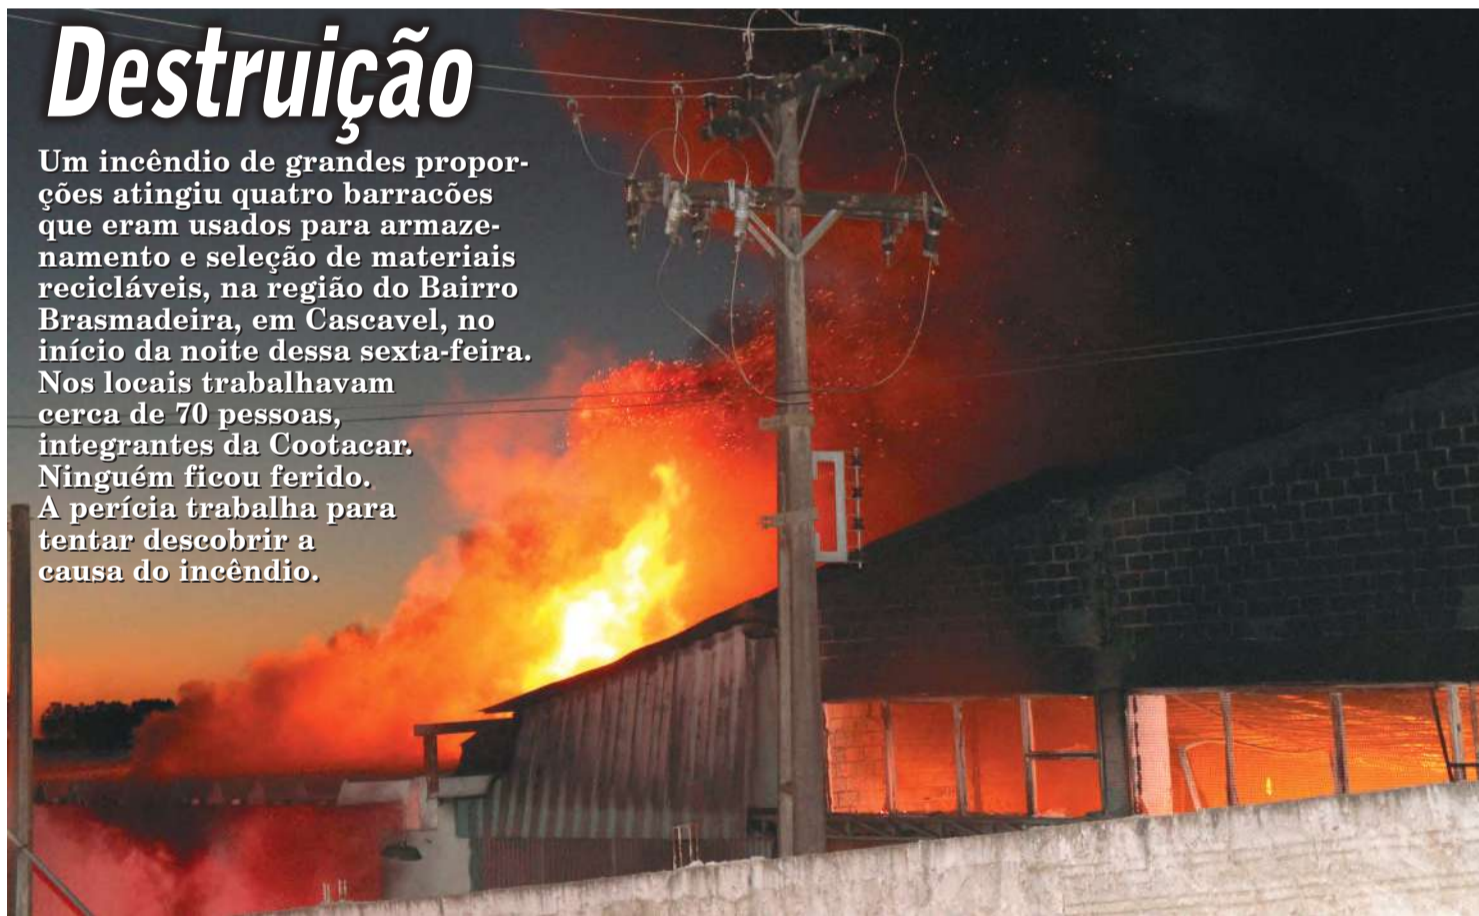 Destruição
Um incêndio de grandes propor-
ções atingiu quatro barracões
que eram usados para armaze-
namento e seleção de materiais
recicláveis, na região do Bairro
Brasmadeira, em Cascavel, no
início da noite dessa sexta-feira.
Nos locais trabalhavam
cerca de 70 pessoas,
integrantes da Cootacar.
Ninguém ficou ferido.
A perícia trabalha para
tentar descobrir a
causa do incêndio.